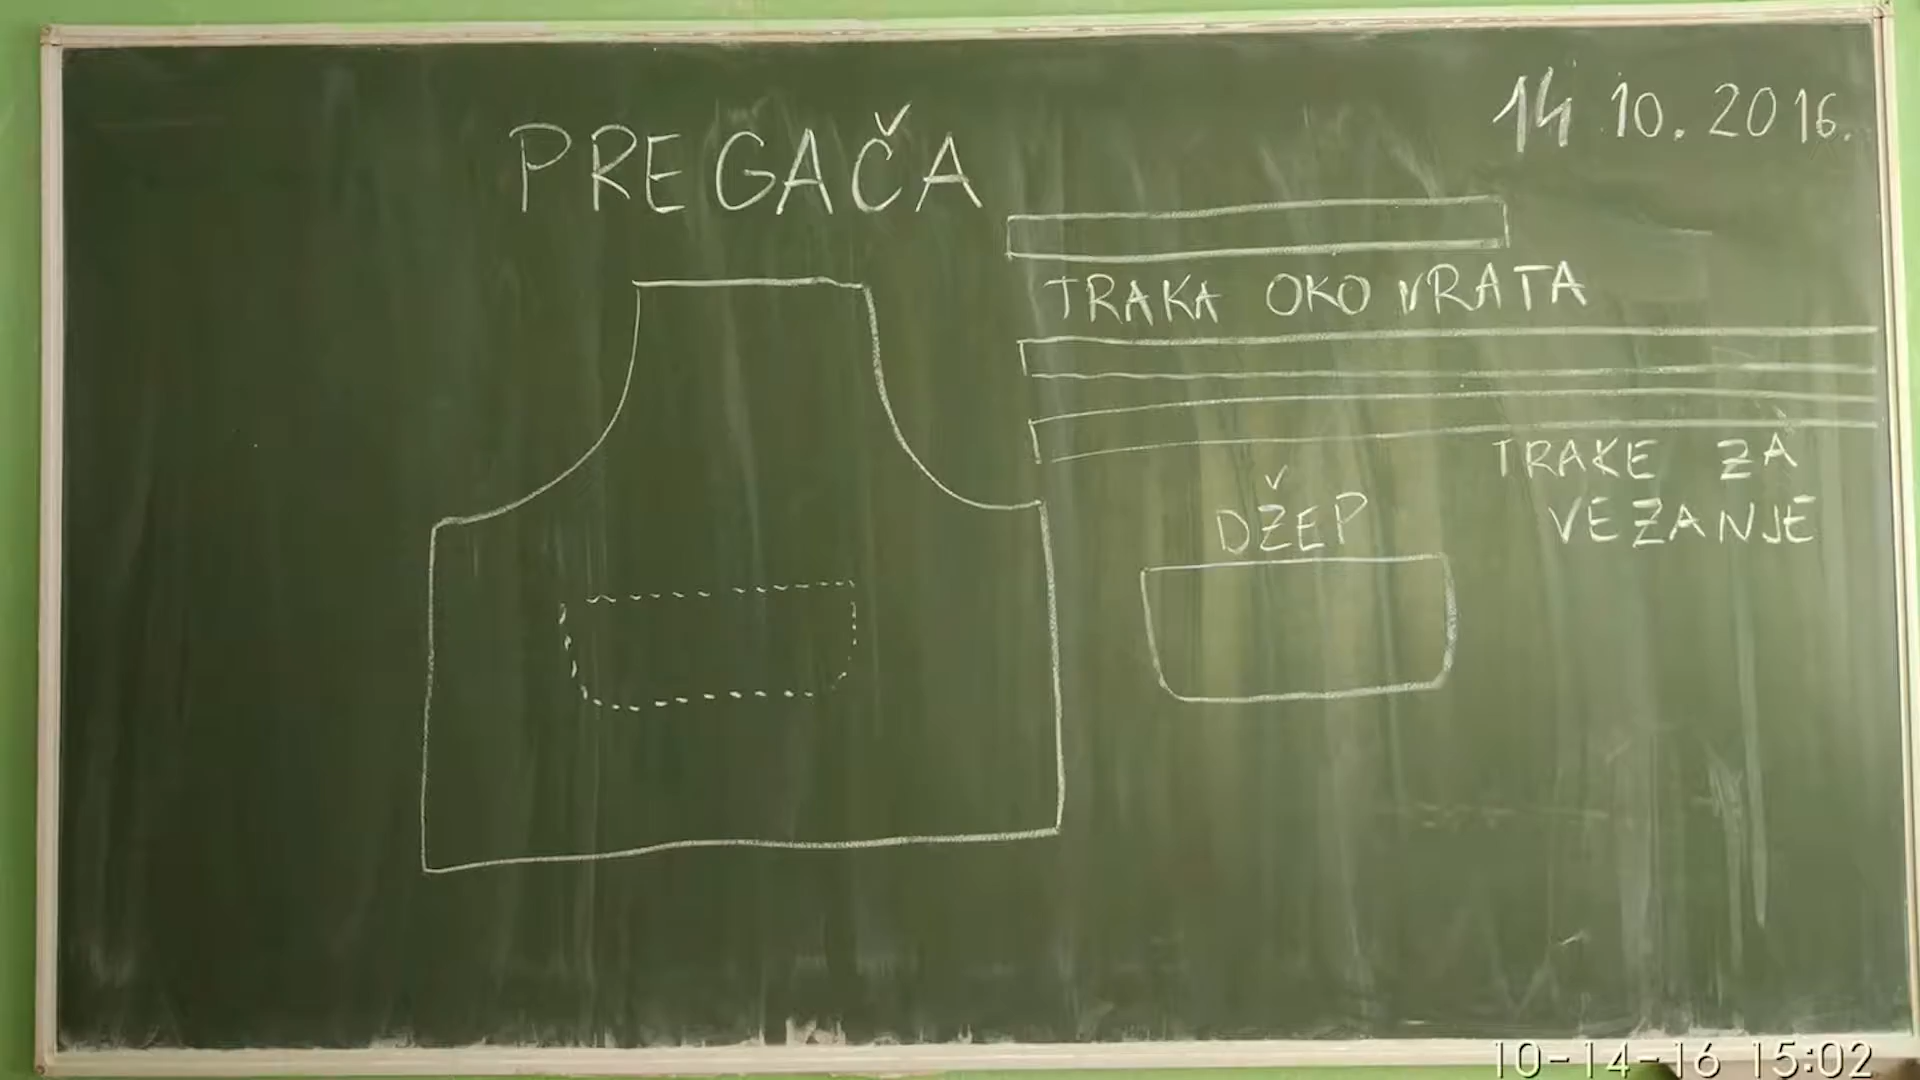 14 10. 2016.
PREGAČA
TRAKA OKO VRATA
TRAKE ZA
VEZANJE
DŽEP
10-14-16 15:02